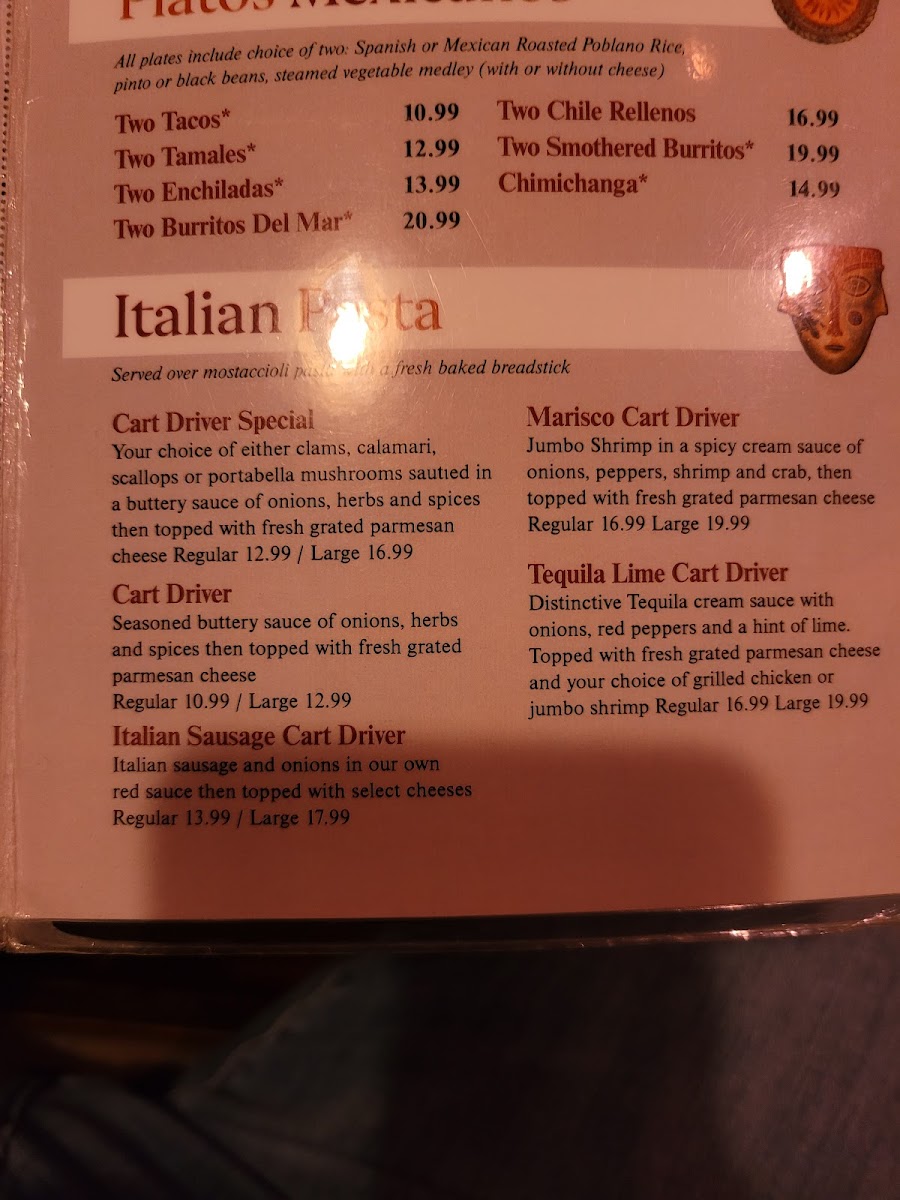 Platos Mexicanos
All plates include choice of two: Spanish or Mexican Roasted Poblano Rice,
pinto or black beans, steamed vegetable medley (with or without cheese)
Two Tacos* 10.99
Two Tamales* 12.99
Two Enchiladas* 13.99
Two Burritos Del Mar* 20.99
Two Chile Rellenos 16.99
Two Smothered Burritos* 19.99
Chimichanga* 14.99
Italian Pasta
Served over mostaccioli pasta with a fresh baked breadstick
Cart Driver Special
Your choice of either clams, calamari,
scallops or portabella mushrooms sautied in
a buttery sauce of onions, herbs and spices
then topped with fresh grated parmesan
cheese Regular 12.99 / Large 16.99
Cart Driver
Seasoned buttery sauce of onions, herbs
and spices then topped with fresh grated
parmesan cheese
Regular 10.99 / Large 12.99
Italian Sausage Cart Driver
Italian sausage and onions in our own
red sauce then topped with select cheeses
Regular 13.99 / Large 17.99
Marisco Cart Driver
Jumbo Shrimp in a spicy cream sauce of
onions, peppers, shrimp and crab, then
topped with fresh grated parmesan cheese
Regular 16.99 Large 19.99
Tequila Lime Cart Driver
Distinctive Tequila cream sauce with
onions, red peppers and a hint of lime.
Topped with fresh grated parmesan cheese
and your choice of grilled chicken or
jumbo shrimp Regular 16.99 Large 19.99